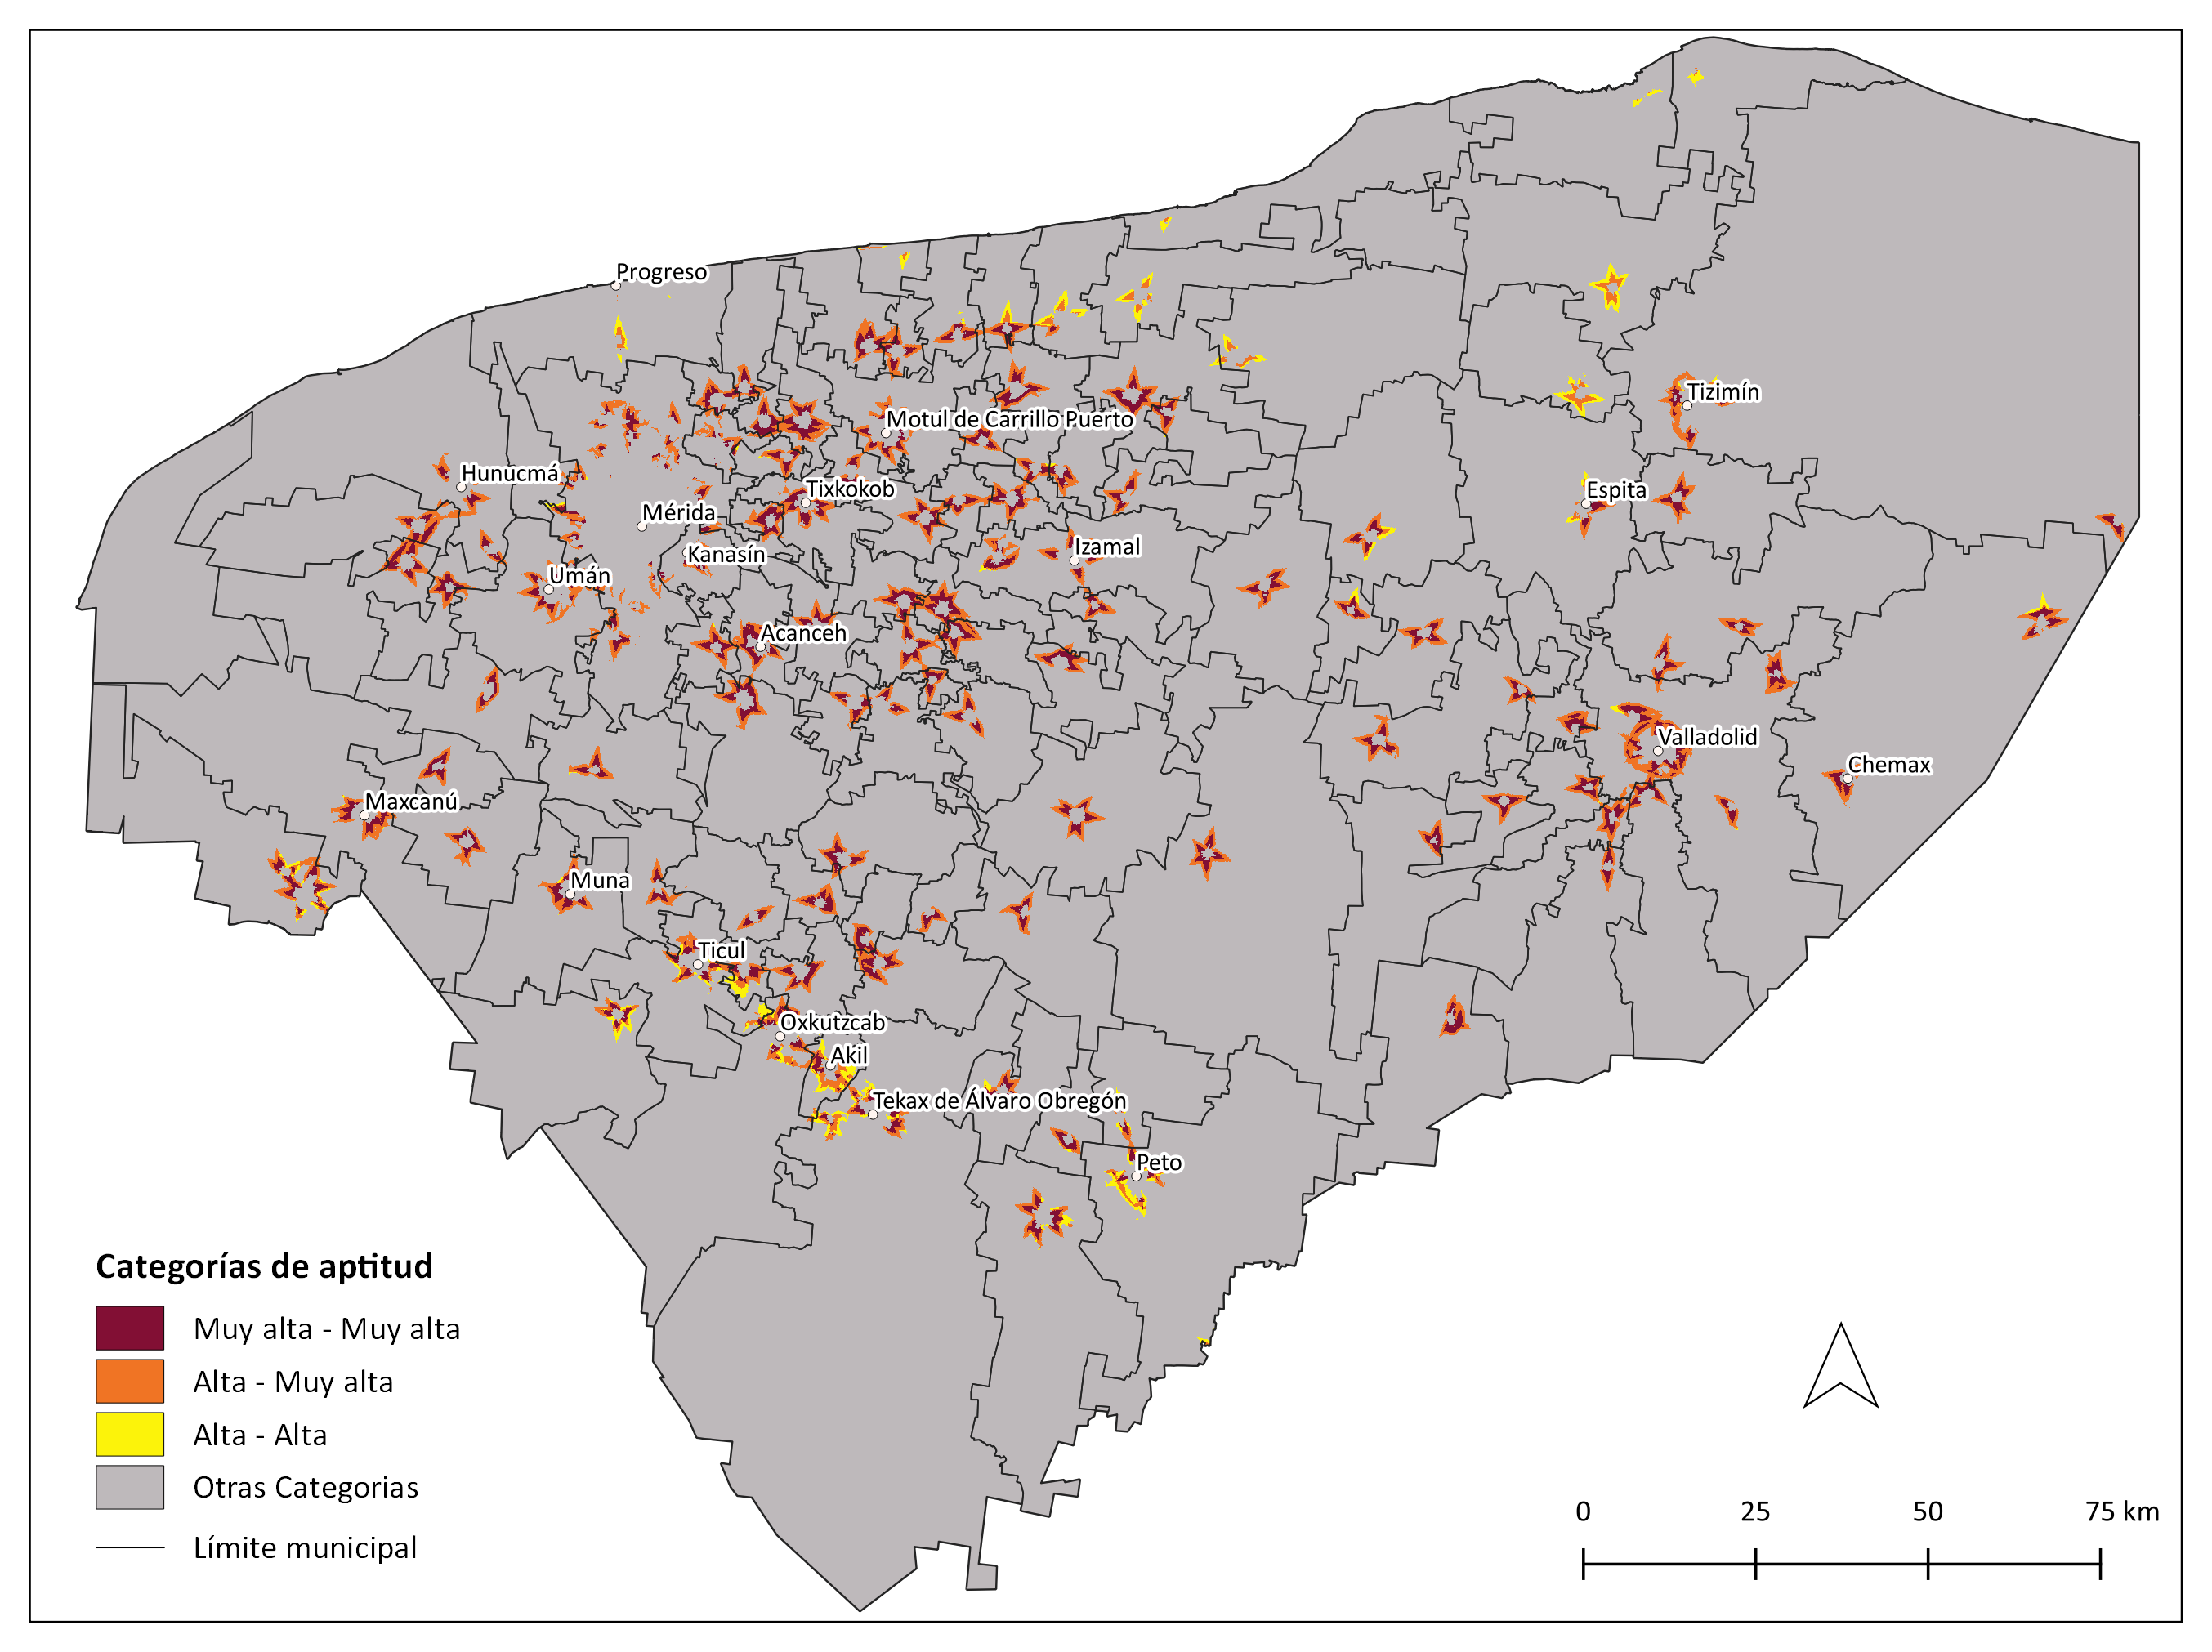 Progreso
Tizimín
Motul de Carrillo Puerto
Hunucmá
Tixkokob
Espita
Mérida
Kanasín
Izamal
Umán
Acanceh
Valladolid
Chemax
Maxcanú
Muna
Ticul
Oxkutzcab
Akil
Tekax de Álvaro Obregón
Peto
Categorías de aptitud
Muy alta - Muy alta
Alta - Muy alta
Alta - Alta
Otras Categorias
Límite municipal
0 25 50 75 km